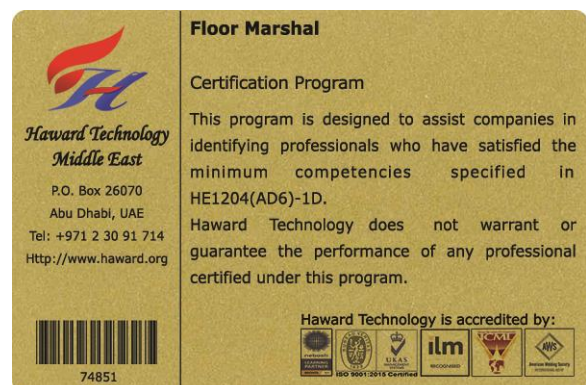 Haward Technology
Middle East
P.O. Box 26070
Abu Dhabi, UAE
Tel: +971 2 30 91 714
Http://www.haward.org
74851
Floor Marshal
Certification Program
This program is designed to assist companies in
identifying professionals who have satisfied the
minimum competencies specified in
HE1204(AD6)-1D.
Haward Technology does not warrant or
guarantee the performance of any professional
certified under this program.
Haward Technology is accredited by:
UKAS
ilm
RECOGNISED
AWS
ISO 9001:2015 Certified